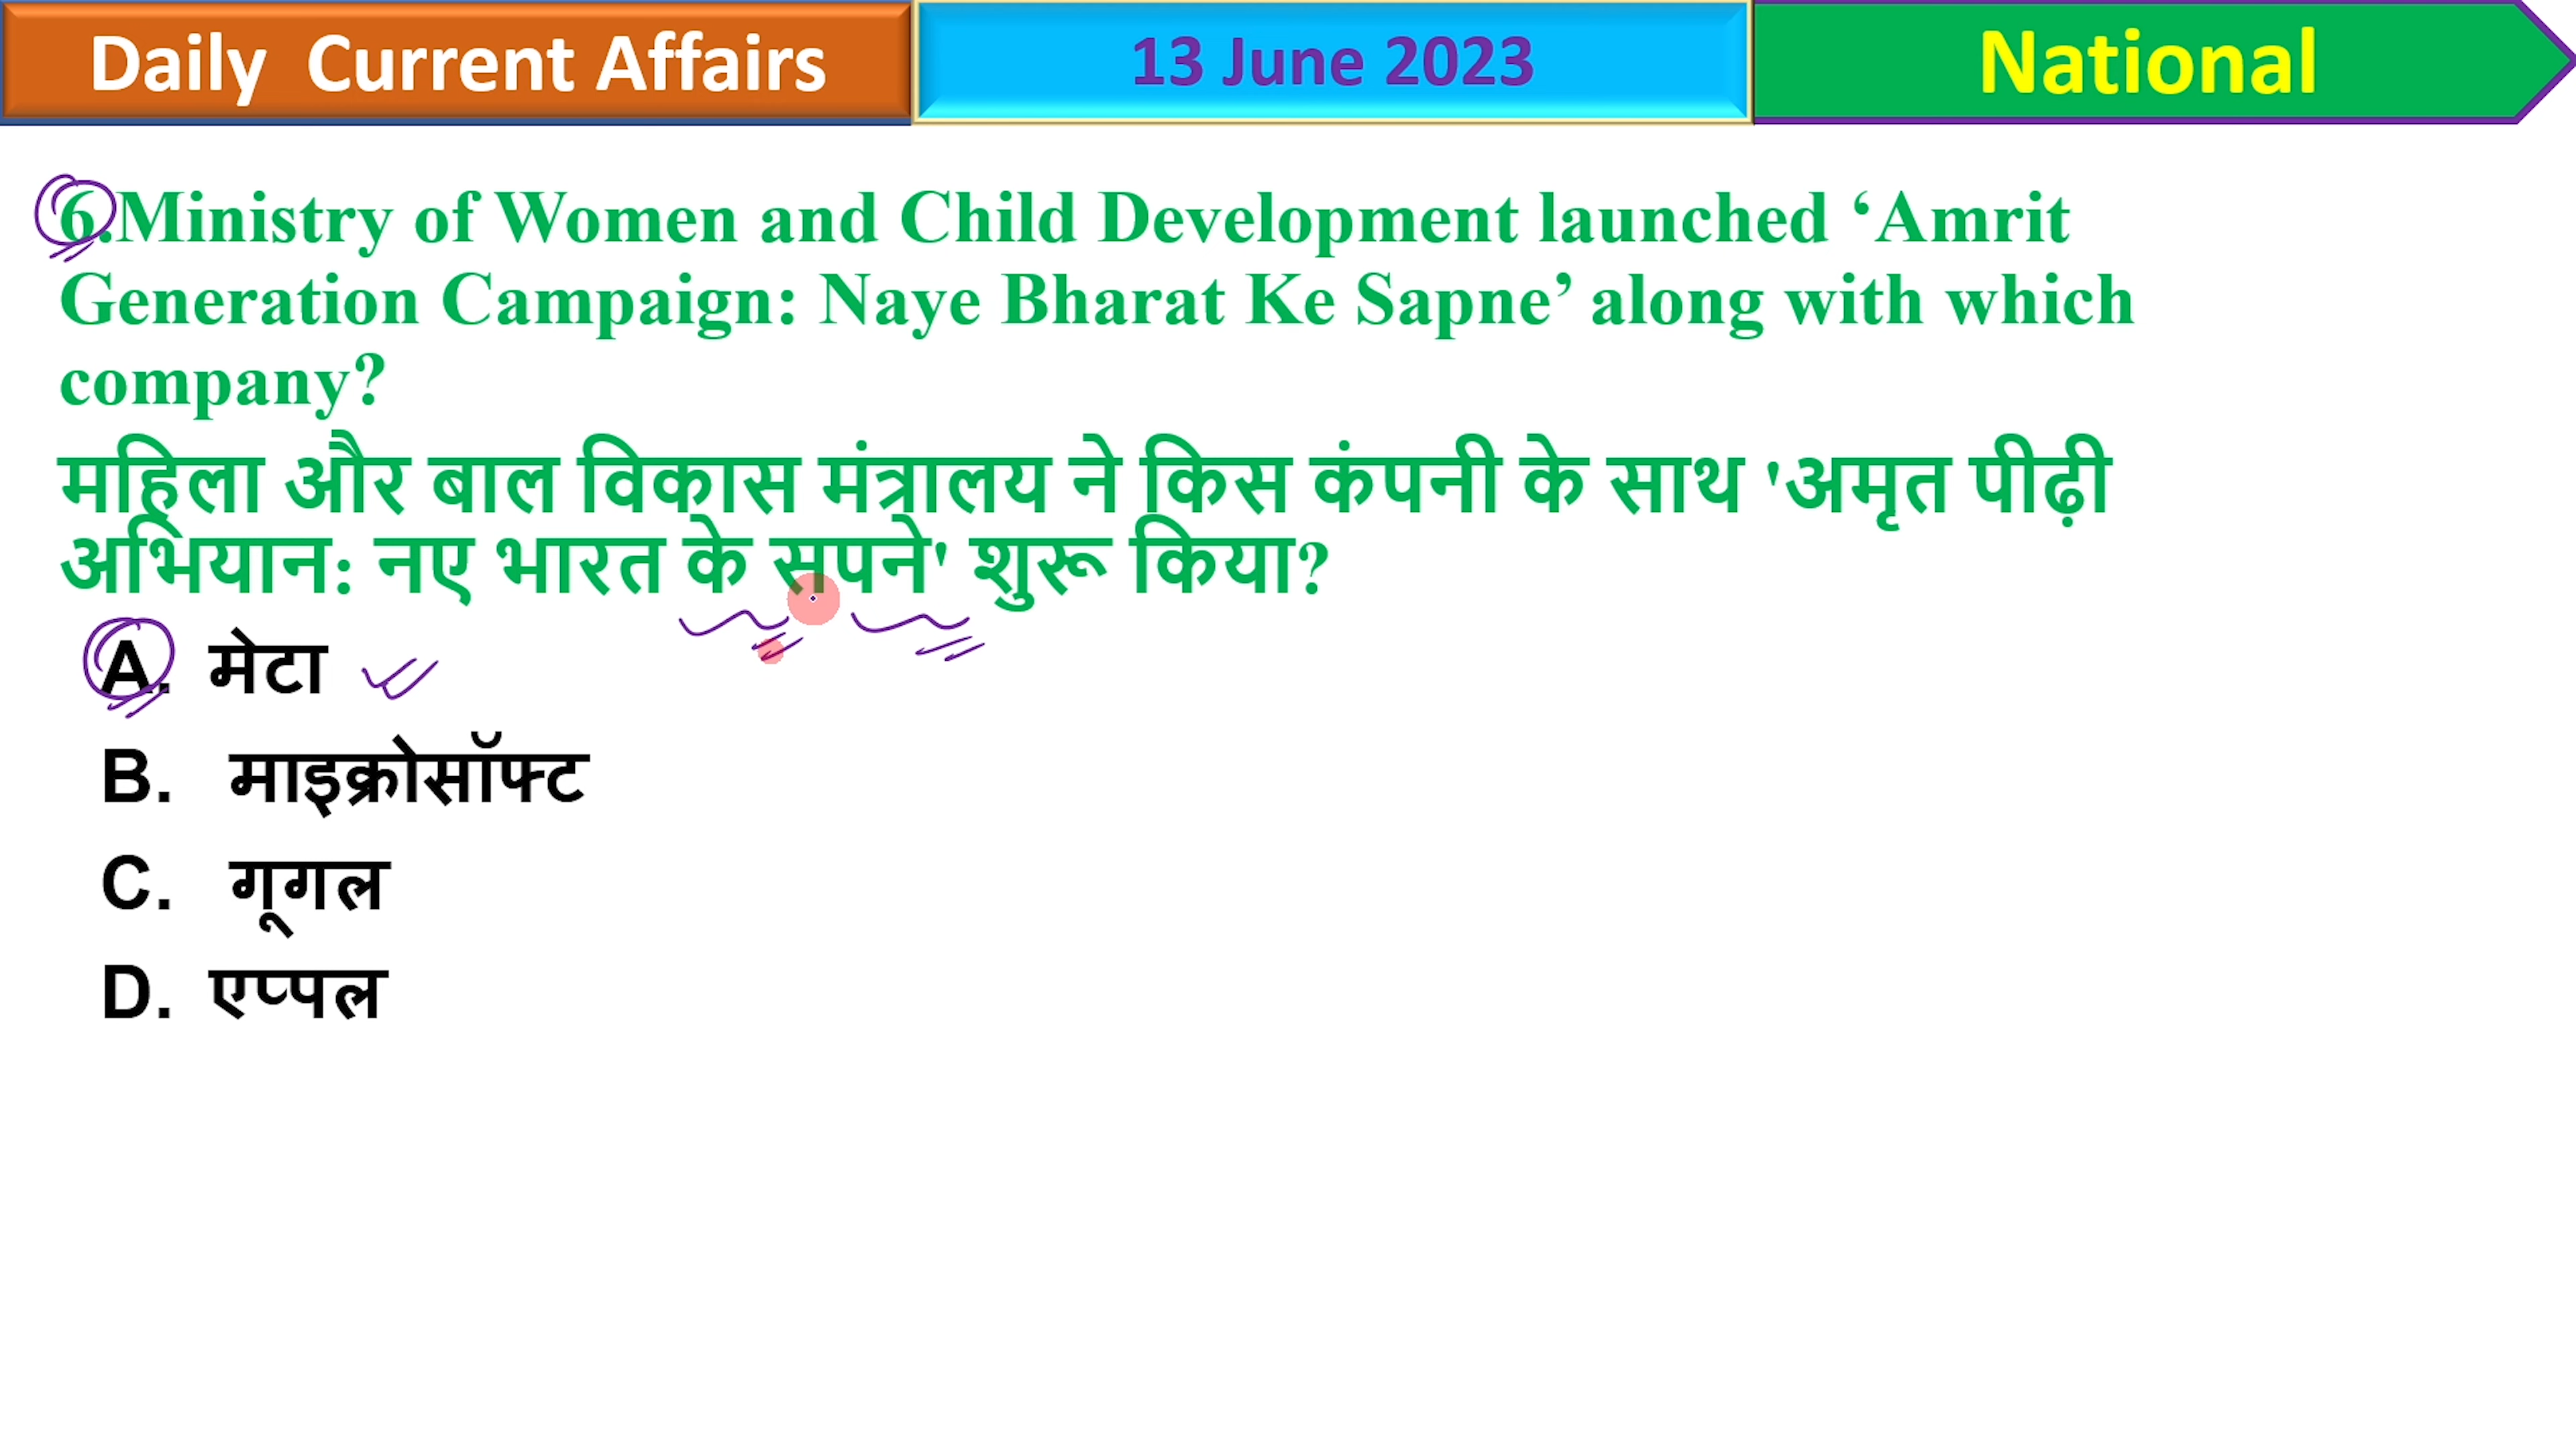 Daily Current Affairs
13 June 2023
National
6.Ministry of Women and Child Development launched ‘Amrit
Generation Campaign: Naye Bharat Ke Sapne’ along with which
company?
महिला और बाल विकास मंत्रालय ने किस कंपनी के साथ 'अमृत पीढ़ी
अभियान: नए भारत के सपने' शुरू किया?
A. मेटा
B. माइक्रोसॉफ्ट
C. गूगल
D. एप्पल